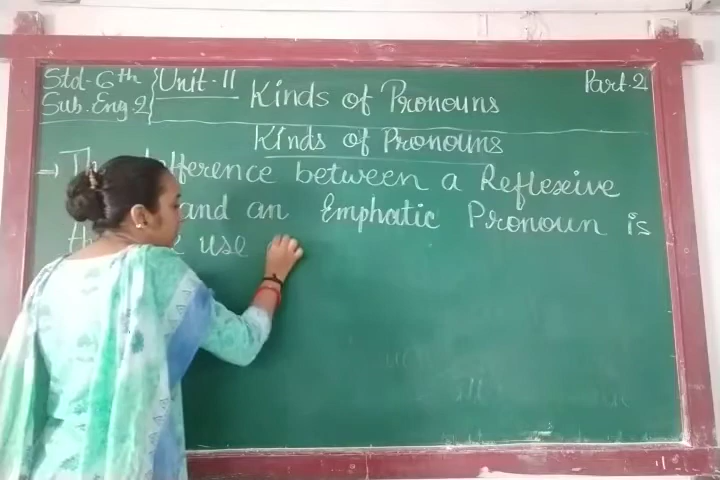 Std-6th
Sub.Eng.2
Unit-11 Kinds of Pronouns
Part-2
Kinds of Pronouns
→ difference between a Reflexive
and an Emphatic Pronoun is
use